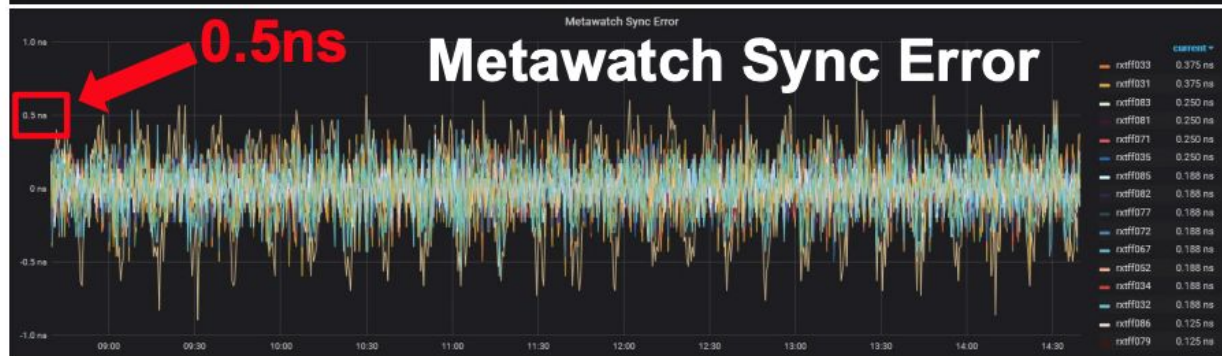 Metawatch Sync Error
0.5ns
Metawatch Sync Error
1.0 ns
0.5 ns
0 ns
-0.5 ns
-1.0 ns
09:00 09:30 10:00 10:30 11:00 11:30 12:00 12:30 13:00 13:30 14:00 14:30
current
rxtff033 0.375 ns
rxtff031 0.375 ns
rxtff083 0.250 ns
rxtff081 0.250 ns
rxtff071 0.250 ns
rxtff035 0.250 ns
rxtff085 0.188 ns
rxtff082 0.188 ns
rxtff077 0.188 ns
rxtff072 0.188 ns
rxtff067 0.188 ns
rxtff052 0.188 ns
rxtff034 0.188 ns
rxtff032 0.188 ns
rxtff086 0.125 ns
rxtff079 0.125 ns